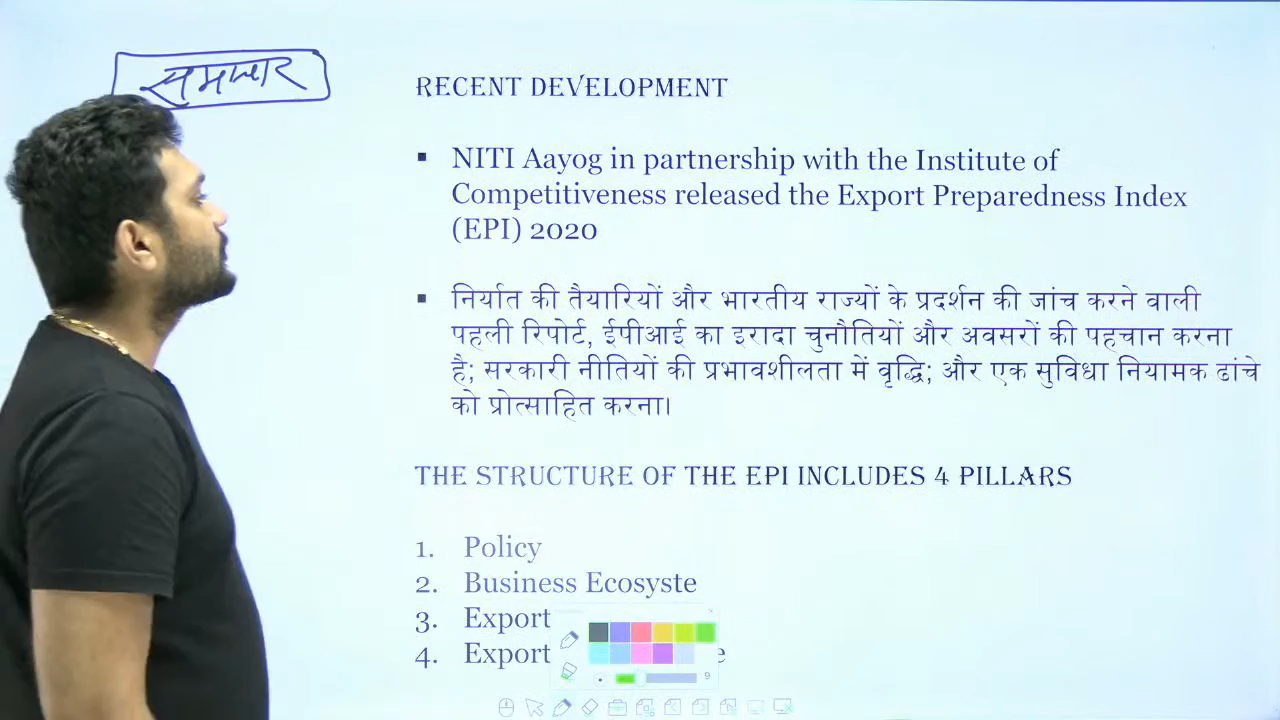 समाचार
RECENT DEVELOPMENT
▪ NITI Aayog in partnership with the Institute of
Competitiveness released the Export Preparedness Index
(EPI) 2020
▪ निर्यात की तैयारियों और भारतीय राज्यों के प्रदर्शन की जांच करने वाली
पहली रिपोर्ट, ईपीआई का इरादा चुनौतियों और अवसरों की पहचान करना
है; सरकारी नीतियों की प्रभावशीलता में वृद्धि; और एक सुविधा नियामक ढांचे
को प्रोत्साहित करना।
THE STRUCTURE OF THE EPI INCLUDES 4 PILLARS
1. Policy
2. Business Ecosyste
3. Export
4. Export e
9